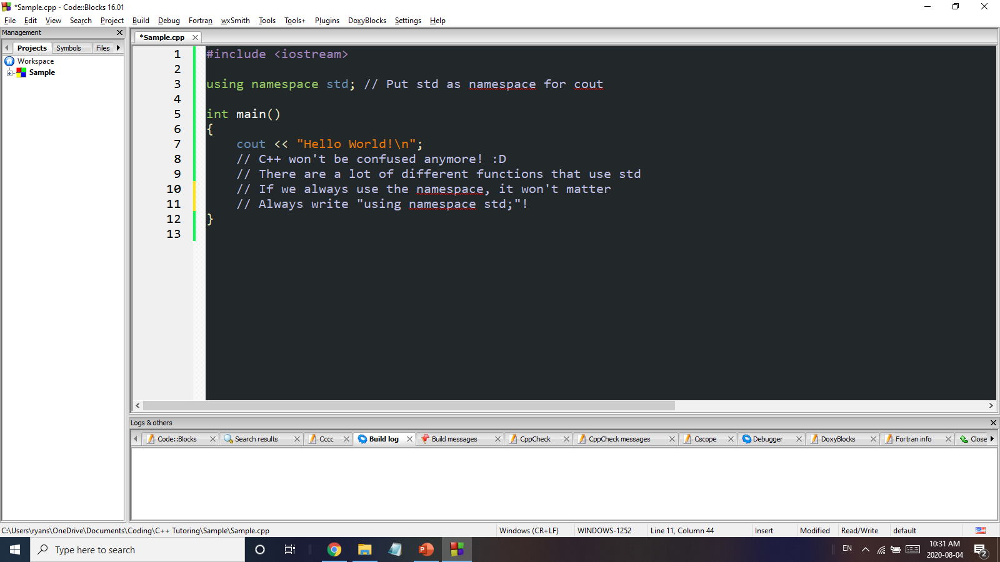 *Sample.cpp - Code::Blocks 16.01
File Edit View Search Project Build Debug Fortran wxSmith Tools Tools+ Plugins DoxyBlocks Settings Help
Management
Projects Symbols Files
Workspace
Sample
*Sample.cpp
1 #include <iostream>
2
3 using namespace std; // Put std as namespace for cout
4
5 int main()
6 {
7 cout << "Hello World!\n";
8 // C++ won't be confused anymore! :D
9 // There are a lot of different functions that use std
10 // If we always use the namespace, it won't matter
11 // Always write "using namespace std;"!
12 }
13
Logs & others
Code::Blocks Search results Cccc Build log Build messages CppCheck CppCheck messages Cscope Debugger DoxyBlocks Fortran info Close
C:\Users\ryans\OneDrive\Documents\Coding\C++ Tutoring\Sample\Sample.cpp Windows (CR+LF) WINDOWS-1252 Line 11, Column 44 Insert Modified Read/Write default
Type here to search
EN
10:31 AM
2020-08-04
2